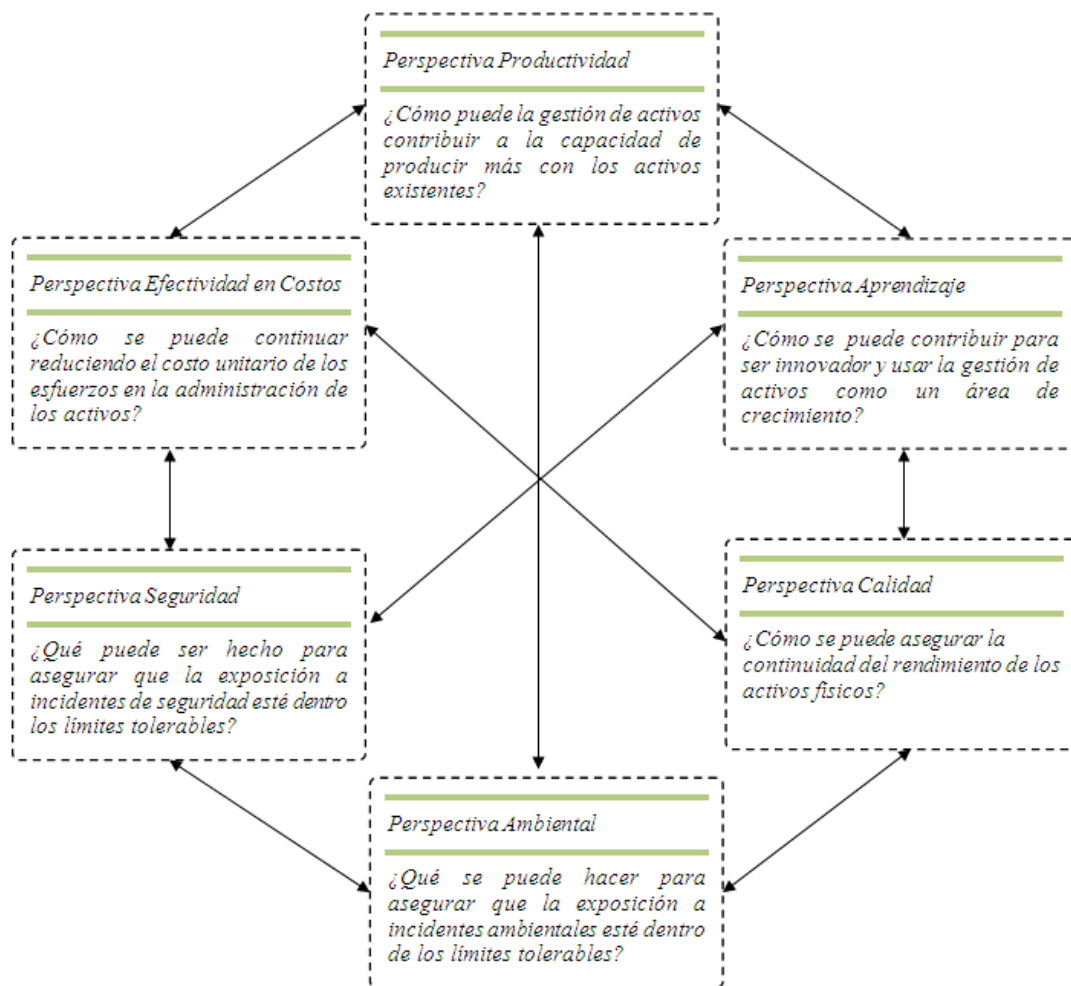 Perspectiva Productividad
¿Cómo puede la gestión de activos
contribuir a la capacidad de
producir más con los activos
existentes?
Perspectiva Efectividad en Costos
¿Cómo se puede continuar
reduciendo el costo unitario de los
esfuerzos en la administración de
los activos?
Perspectiva Aprendizaje
¿Cómo se puede contribuir para
ser innovador y usar la gestión de
activos como un área de
crecimiento?
Perspectiva Seguridad
¿Qué puede ser hecho para
asegurar que la exposición a
incidentes de seguridad esté dentro
los límites tolerables?
Perspectiva Calidad
¿Cómo se puede asegurar la
continuidad del rendimiento de los
activos físicos?
Perspectiva Ambiental
¿Qué se puede hacer para
asegurar que la exposición a
incidentes ambientales esté dentro
de los límites tolerables?